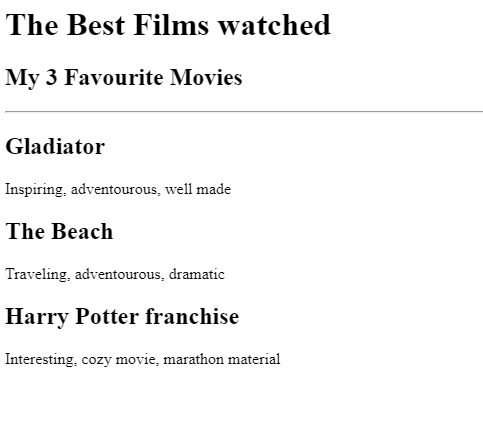 The Best Films watched
My 3 Favourite Movies
Gladiator
Inspiring, adventourous, well made
The Beach
Traveling, adventourous, dramatic
Harry Potter franchise
Interesting, cozy movie, marathon material